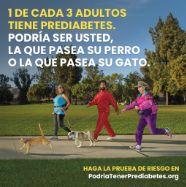 1 DE CADA 3 ADULTOS
TIENE PREDIABETES.
PODRÍA SER USTED,
LA QUE PASEA SU PERRO
O LA QUE PASEA SU GATO.
HAGA LA PRUEBA DE RIESGO EN
PodriaTenerPrediabetes.org